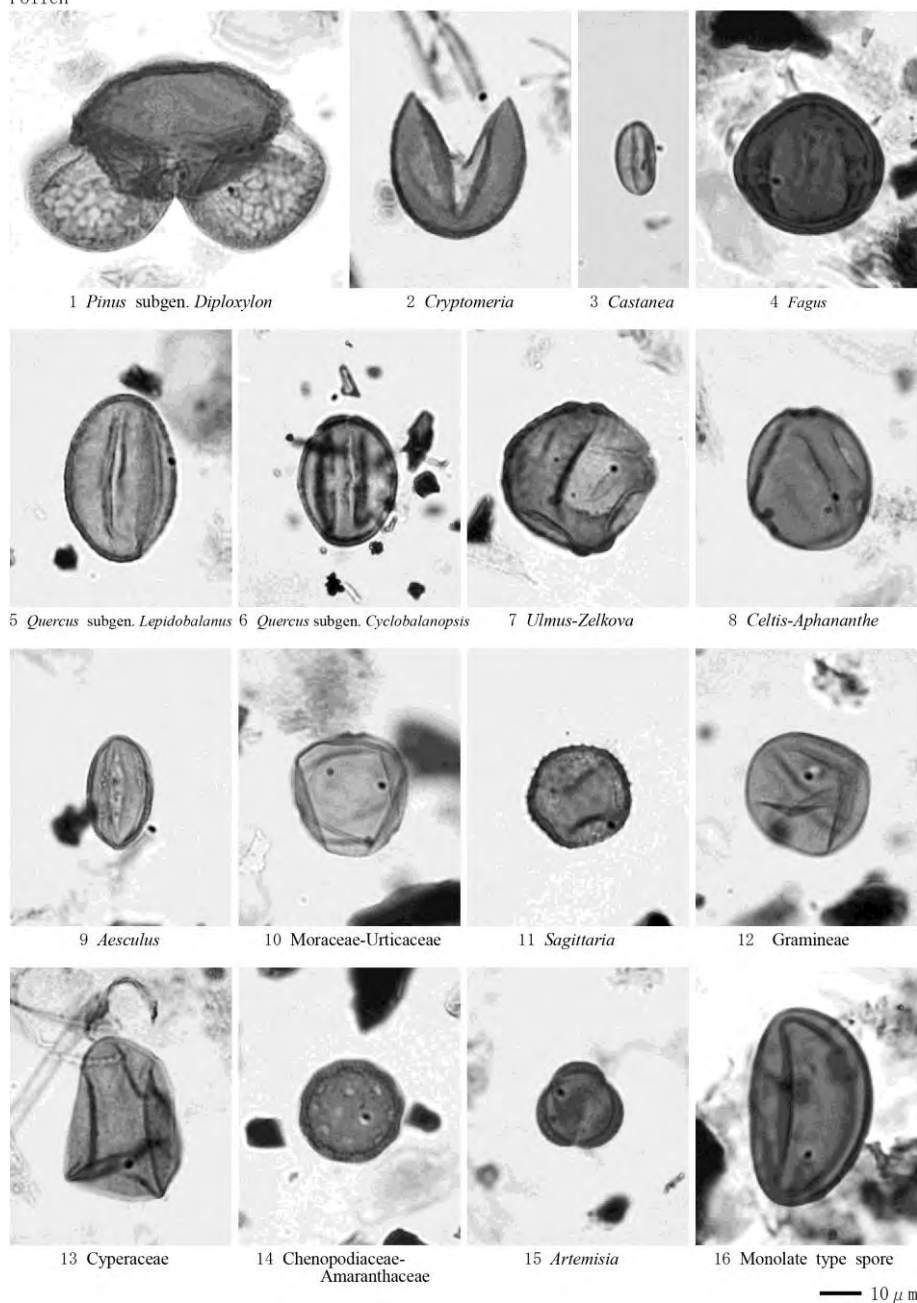 Pollen
1 Pinus subgen. Diploxylon
2 Cryptomeria
3 Castanea
4 Fagus
5 Quercus subgen. Lepidobalanus
6 Quercus subgen. Cyclobalanopsis
7 Ulmus-Zelkova
8 Celtis-Aphananthe
9 Aesculus
10 Moraceae-Urticaceae
11 Sagittaria
12 Gramineae
13 Cyperaceae
14 Chenopodiaceae-
Amaranthaceae
15 Artemisia
16 Monolate type spore
10 μm